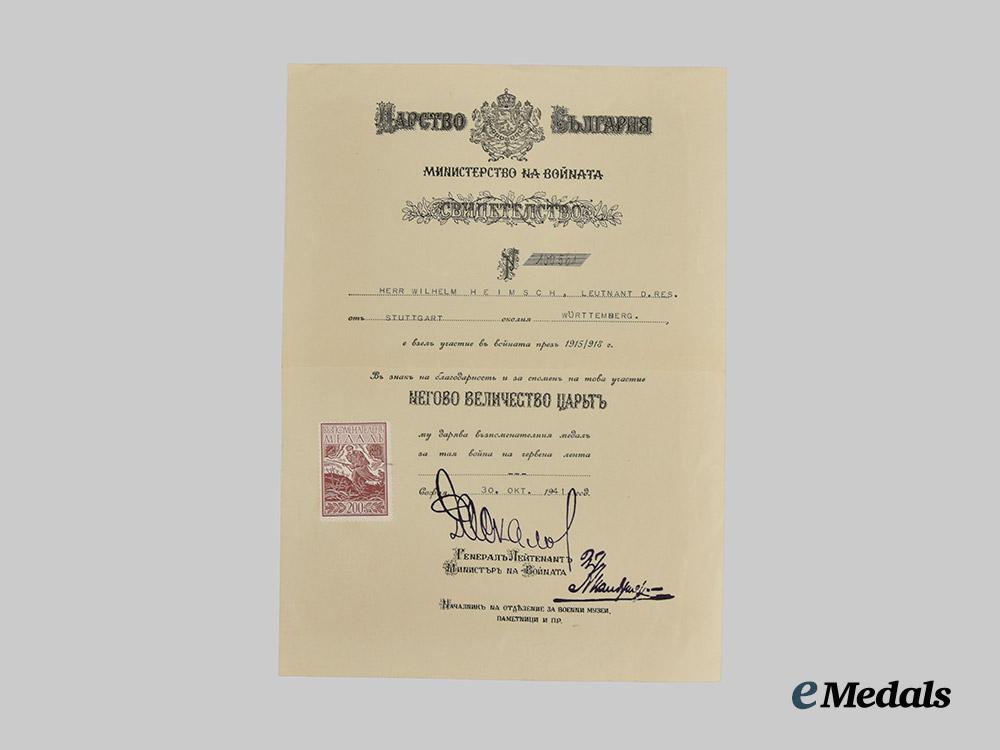 ЦАРСТВО БЪЛГАРИЯ
МИНИСТЕРСТВО НА ВОЙНАТА
СВИДЕТЕЛСТВО
№
HERR WILHELM HEIMSCH, LEUTNANT D.RES.
отъ STUTTGART околия WÜRTTEMBERG.,
е взелъ участие въ войната презъ 1915/918 г.
Въ знакъ на благодарность и за споменъ на това участие
НЕГОВО ВЕЛИЧЕСТВО ЦАРЬТЪ
му дарява възпоменателния медалъ
за тая война на червена лента
---
София, 30. ОКТ. 1941 год.
ВЪЗПОМЕНАТЕЛЕНЪ
МЕДАЛЪ
200
ГЕНЕРАЛЪ ЛЕЙТЕНАНТЪ
МИНИСТЪРЪ НА ВОЙНАТА
НАЧАЛНИКЪ НА ОТДѢЛЕНИЕ ЗА ВОЕННИ МУЗЕИ,
ПАМЕТНИЦИ И ПР.
eMedals